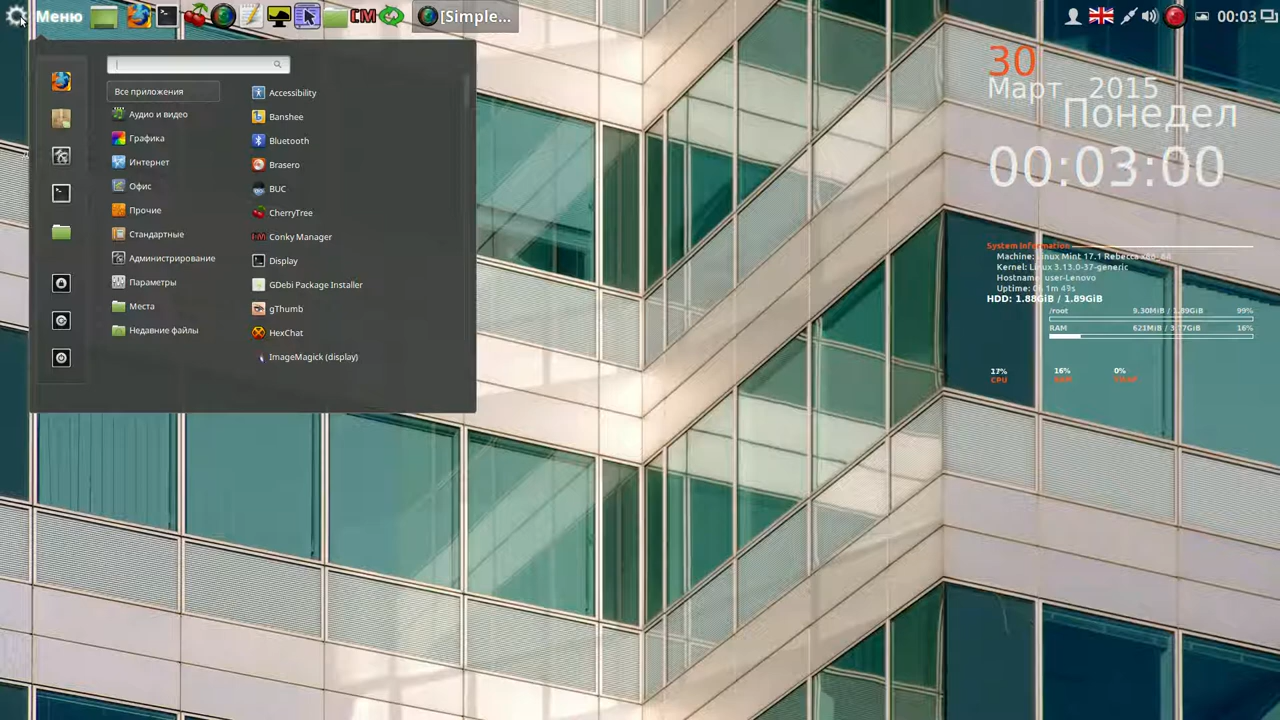 Меню
CM
[Simple...
00:03
Все приложения
Аудио и видео
Графика
Интернет
Офис
Прочие
Стандартные
Администрирование
Параметры
Места
Недавние файлы
Accessibility
Banshee
Bluetooth
Brasero
BUC
CherryTree
CM Conky Manager
Display
GDebi Package Installer
gThumb
HexChat
ImageMagick (display)
30
Март 2015
Понедел
00:03:00
System Information
Machine: Linux Mint 17.1 Rebecca
Kernel: Linux 3.13.0-37-generic
Hostname: user-Lenovo
Uptime: 0h 1m 43s
HDD: 1.88GiB / 1.89GiB
/root 9.30MiB / 1.89GiB 99%
RAM 621MiB / 3.77GiB 16%
17% 16% 0%
CPU